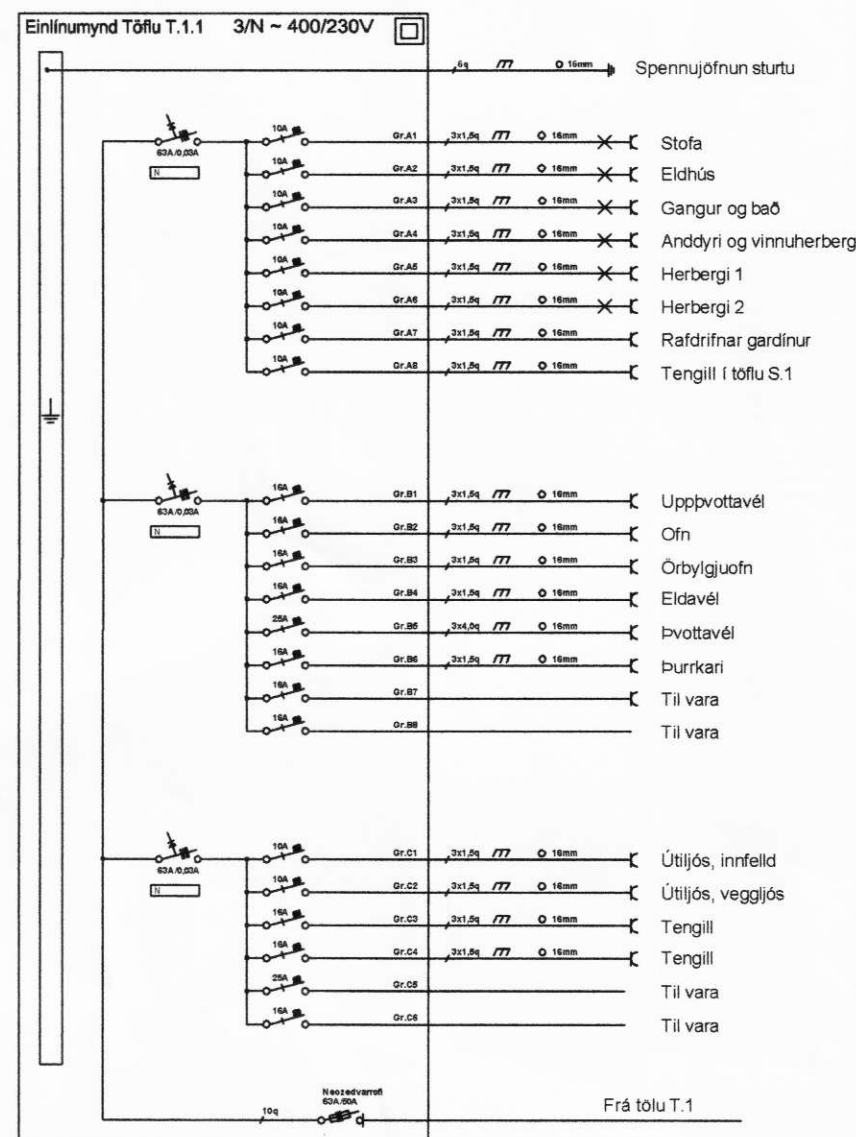 Einlínumynd Töflu T.1.1 3/N ~ 400/230V
6q 16mm Spennujöfnun sturtu
63A/0,03A
N
10A Gr.A1 3x1,5q 16mm Stofa
10A Gr.A2 3x1,5q 16mm Eldhús
10A Gr.A3 3x1,5q 16mm Gangur og bað
10A Gr.A4 3x1,5q 16mm Anddyri og vinnuherberg
10A Gr.A5 3x1,5q 16mm Herbergi 1
10A Gr.A6 3x1,5q 16mm Herbergi 2
10A Gr.A7 3x1,5q 16mm Rafdrifnar gardínur
10A Gr.A8 3x1,5q 16mm Tengill í töflu S.1
63A/0,03A
N
16A Gr.B1 3x1,5q 16mm Uppþvottavél
16A Gr.B2 3x1,5q 16mm Ofn
16A Gr.B3 3x1,5q 16mm Örbylgjuofn
16A Gr.B4 3x1,5q 16mm Eldavél
25A Gr.B5 3x4,0q 16mm Þvottavél
16A Gr.B6 3x1,5q 16mm Þurrkari
16A Gr.B7 Til vara
16A Gr.B8 Til vara
63A/0,03A
N
10A Gr.C1 3x1,5q 16mm Útiljós, innfelld
10A Gr.C2 3x1,5q 16mm Útiljós, veggljós
16A Gr.C3 3x1,5q 16mm Tengill
16A Gr.C4 3x1,5q 16mm Tengill
25A Gr.C5 Til vara
16A Gr.C6 Til vara
Neozedvarrofi
63A/50A
10q Frá tölu T.1